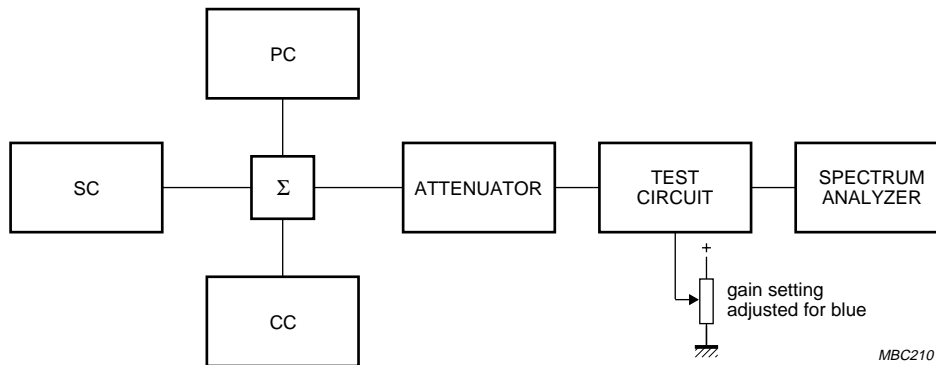 PC
SC
Σ
ATTENUATOR
TEST
CIRCUIT
SPECTRUM
ANALYZER
+
gain setting
adjusted for blue
CC
MBC210